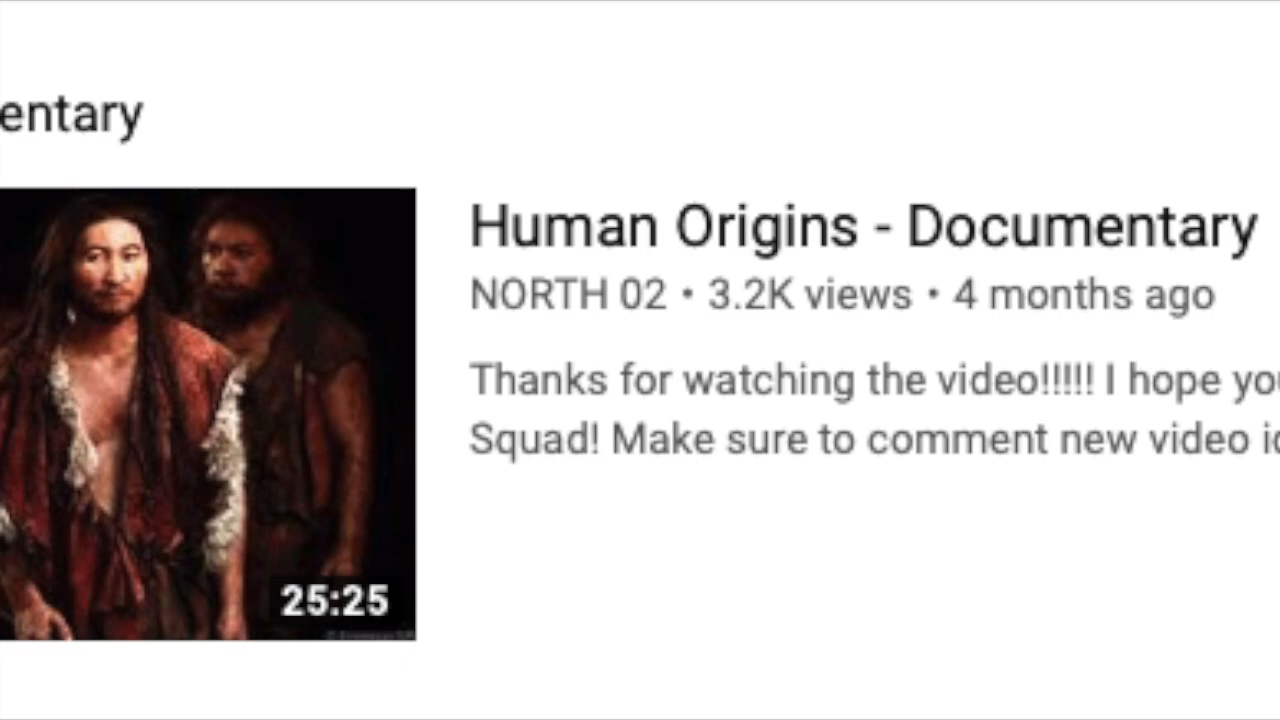 entary
Human Origins - Documentary
NORTH 02 • 3.2K views • 4 months ago
Thanks for watching the video!!!!! I hope
Squad! Make sure to comment new video
25:25